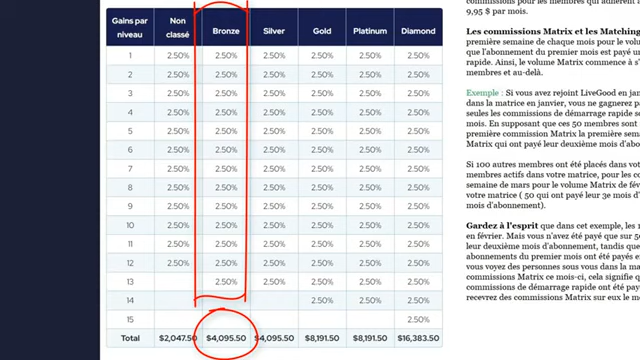 Gains par niveau Non classé Bronze Silver Gold Platinum Diamond
1 2.50% 2.50% 2.50% 2.50% 2.50% 2.50%
2 2.50% 2.50% 2.50% 2.50% 2.50% 2.50%
3 2.50% 2.50% 2.50% 2.50% 2.50% 2.50%
4 2.50% 2.50% 2.50% 2.50% 2.50% 2.50%
5 2.50% 2.50% 2.50% 2.50% 2.50% 2.50%
6 2.50% 2.50% 2.50% 2.50% 2.50% 2.50%
7 2.50% 2.50% 2.50% 2.50% 2.50% 2.50%
8 2.50% 2.50% 2.50% 2.50% 2.50% 2.50%
9 2.50% 2.50% 2.50% 2.50% 2.50% 2.50%
10 2.50% 2.50% 2.50% 2.50% 2.50% 2.50%
11 2.50% 2.50% 2.50% 2.50% 2.50% 2.50%
12 2.50% 2.50% 2.50% 2.50% 2.50% 2.50%
13 2.50% 2.50% 2.50% 2.50% 2.50%
14 2.50% 2.50% 2.50%
15 2.50%
Total $2,047.50 $4,095.50 $4,095.50 $8,191.50 $8,191.50 $16,383.50
commissions pour les membres qui adhèrent a
9,95 $ par mois.
Les commissions Matrix et les Matching
première semaine de chaque mois pour le volu
que l'abonnement du premier mois est payé u
rapide. Ainsi, le volume Matrix commence à s'
membres et au-delà.
Exemple : Si vous avez rejoint LiveGood en jan
dans la matrice en janvier, vous ne gagnerez pa
seules les commissions de démarrage rapide so
mois. En supposant que ces 50 membres sont
première commission Matrix la première sema
Matrix qui ont payé leur deuxième mois d'abo
Si 100 autres membres ont été placés dans vot
membres actifs dans votre matrice, pour les co
semaine de mars pour le volume Matrix de fév
votre matrice ( 50 qui ont payé leur 3e mois d'
mois d'abonnement).
Gardez à l'esprit que dans cet exemple, les 1
en février. Mais vous n'avez été payé que sur 5
leur deuxième mois d'abonnement, tandis que
abonnements du premier mois ont été payés e
vous voyez des personnes sous vous dans la ma
commissions Matrix ce mois-ci, cela signifie q
commissions de démarrage rapide ont été payé
recevrez des commissions Matrix sur eux le mo